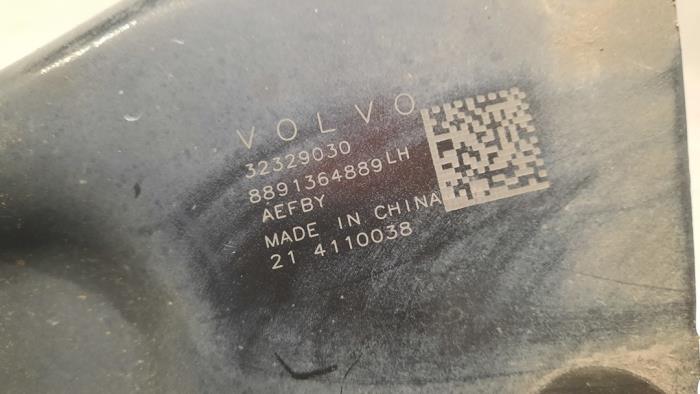 VOLVO
32329030
8891364889LH
AEFBY
MADE IN CHINA
21 4110038